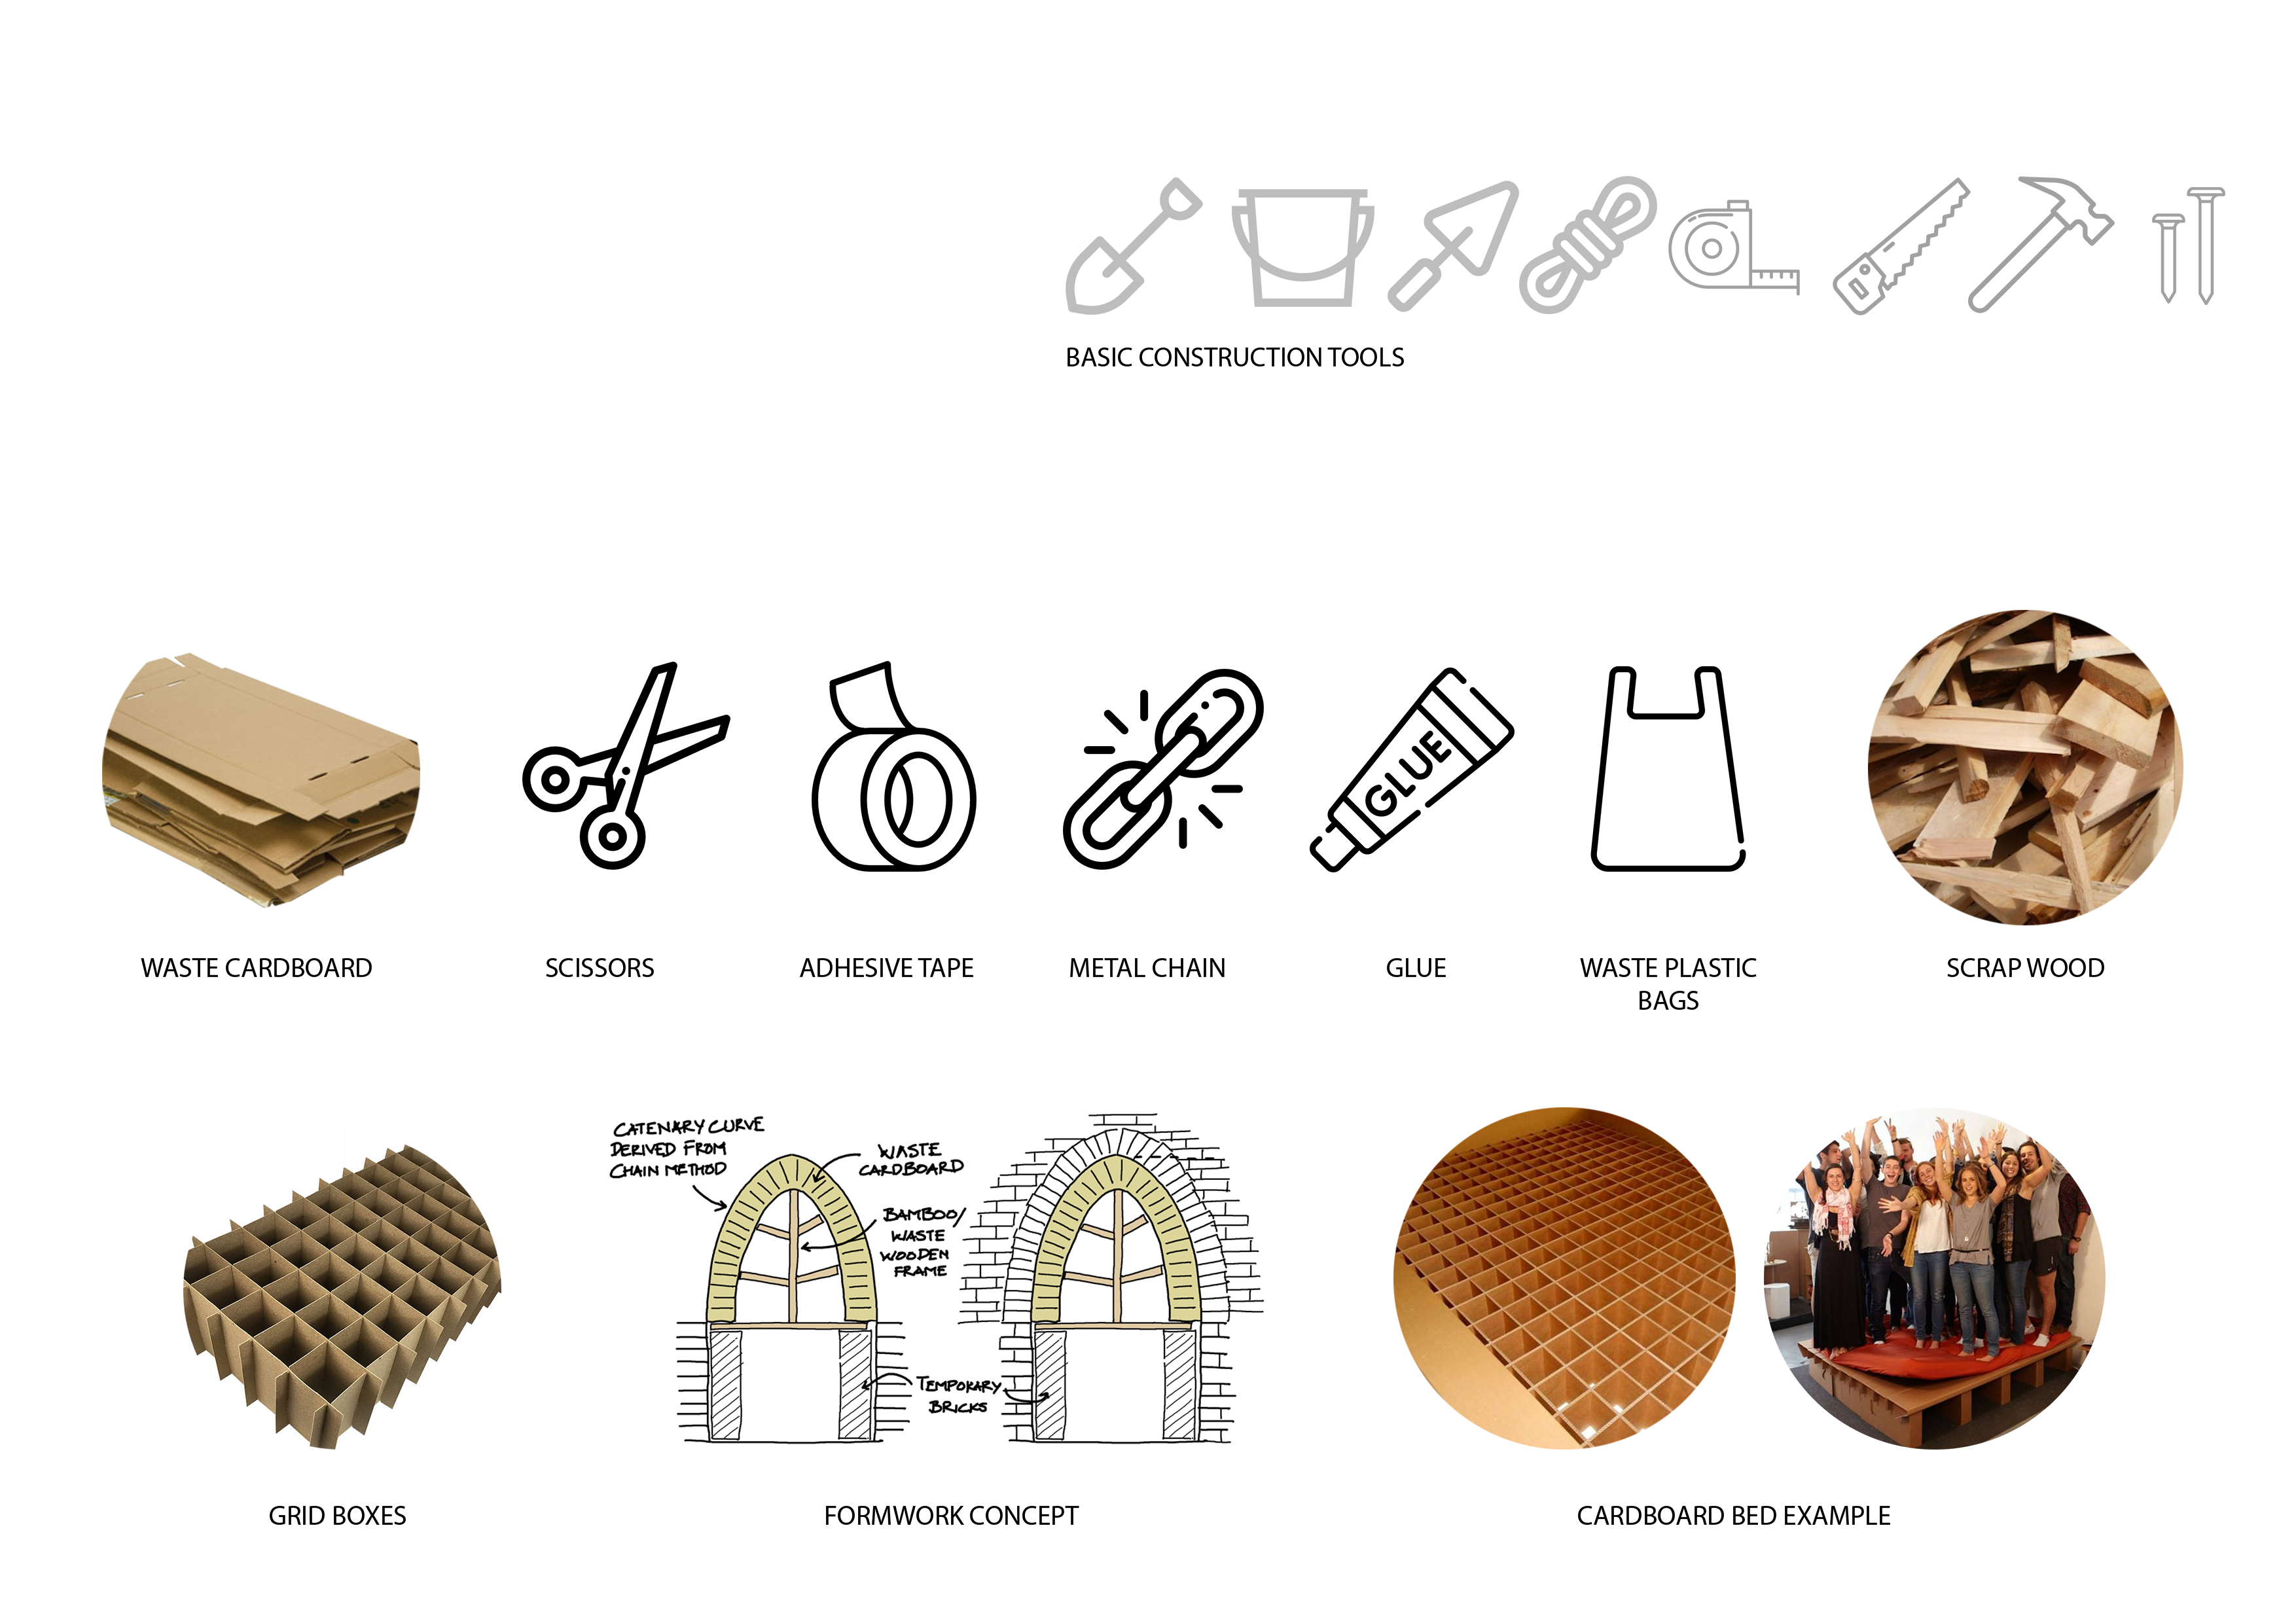 BASIC CONSTRUCTION TOOLS
GLUE
WASTE CARDBOARD
SCISSORS
ADHESIVE TAPE
METAL CHAIN
GLUE
WASTE PLASTIC
BAGS
SCRAP WOOD
CATENARY CURVE
DERIVED FROM
CHAIN METHOD
WASTE
CARDBOARD
BAMBOO/
WASTE
WOODEN
FRAME
TEMPORARY
BRICKS
GRID BOXES
FORMWORK CONCEPT
CARDBOARD BED EXAMPLE